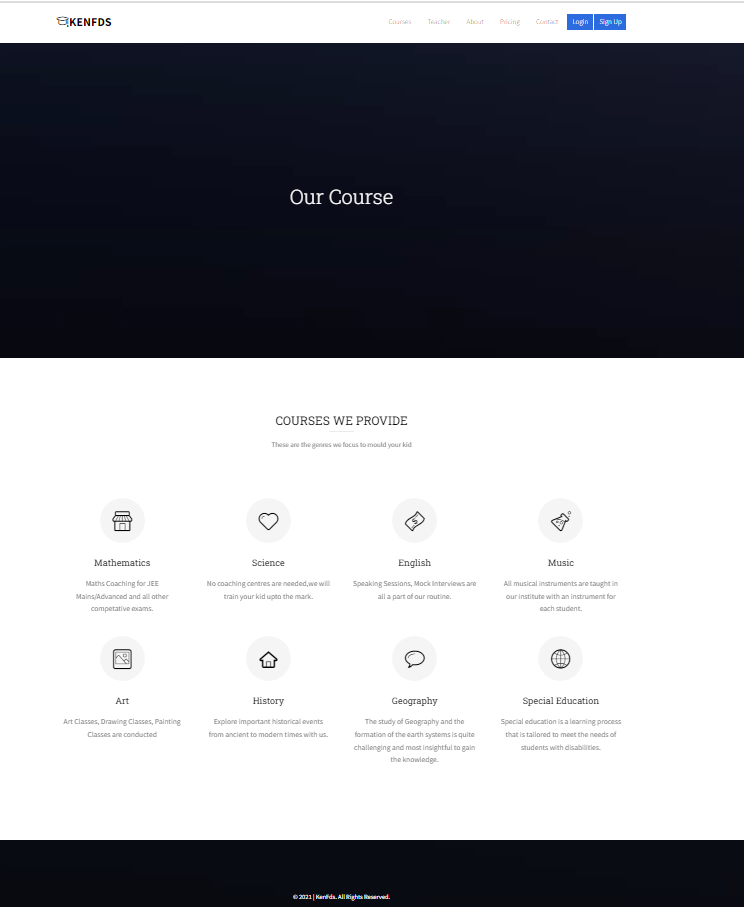 KENFDS
Courses Teacher About Pricing Contact Login Sign Up
Our Course
COURSES WE PROVIDE
These are the genres we focus to mould your kid
Mathematics
Maths Coaching for JEE
Mains/Advanced and all other
competative exams.
Science
No coaching centres are needed,we will
train your kid upto the mark.
English
Speaking Sessions, Mock Interviews are
all a part of our routine.
Music
All musical instruments are taught in
our institute with an instrument for
each student.
Art
Art Classes, Drawing Classes, Painting
Classes are conducted
History
Explore important historical events
from ancient to modern times with us.
Geography
The study of Geography and the
formation of the earth systems is quite
challenging and most insightful to gain
the knowledge.
Special Education
Special education is a learning process
that is tailored to meet the needs of
students with disabilities.
© 2021 | KenFds. All Rights Reserved.